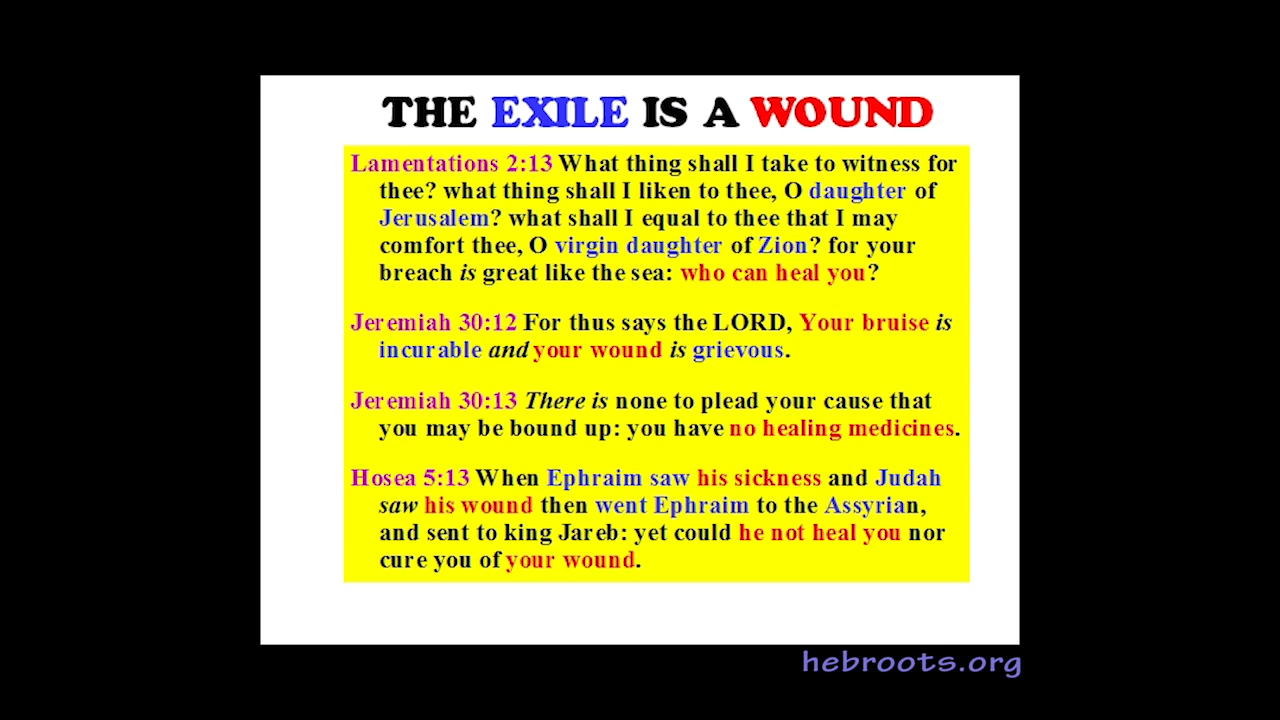 THE EXILE IS A WOUND
Lamentations 2:13 What thing shall I take to witness for
thee? what thing shall I liken to thee, O daughter of
Jerusalem? what shall I equal to thee that I may
comfort thee, O virgin daughter of Zion? for your
breach is great like the sea: who can heal you?
Jeremiah 30:12 For thus says the LORD, Your bruise is
incurable and your wound is grievous.
Jeremiah 30:13 There is none to plead your cause that
you may be bound up: you have no healing medicines.
Hosea 5:13 When Ephraim saw his sickness and Judah
saw his wound then went Ephraim to the Assyrian,
and sent to king Jareb: yet could he not heal you nor
cure you of your wound.
hebroots.org